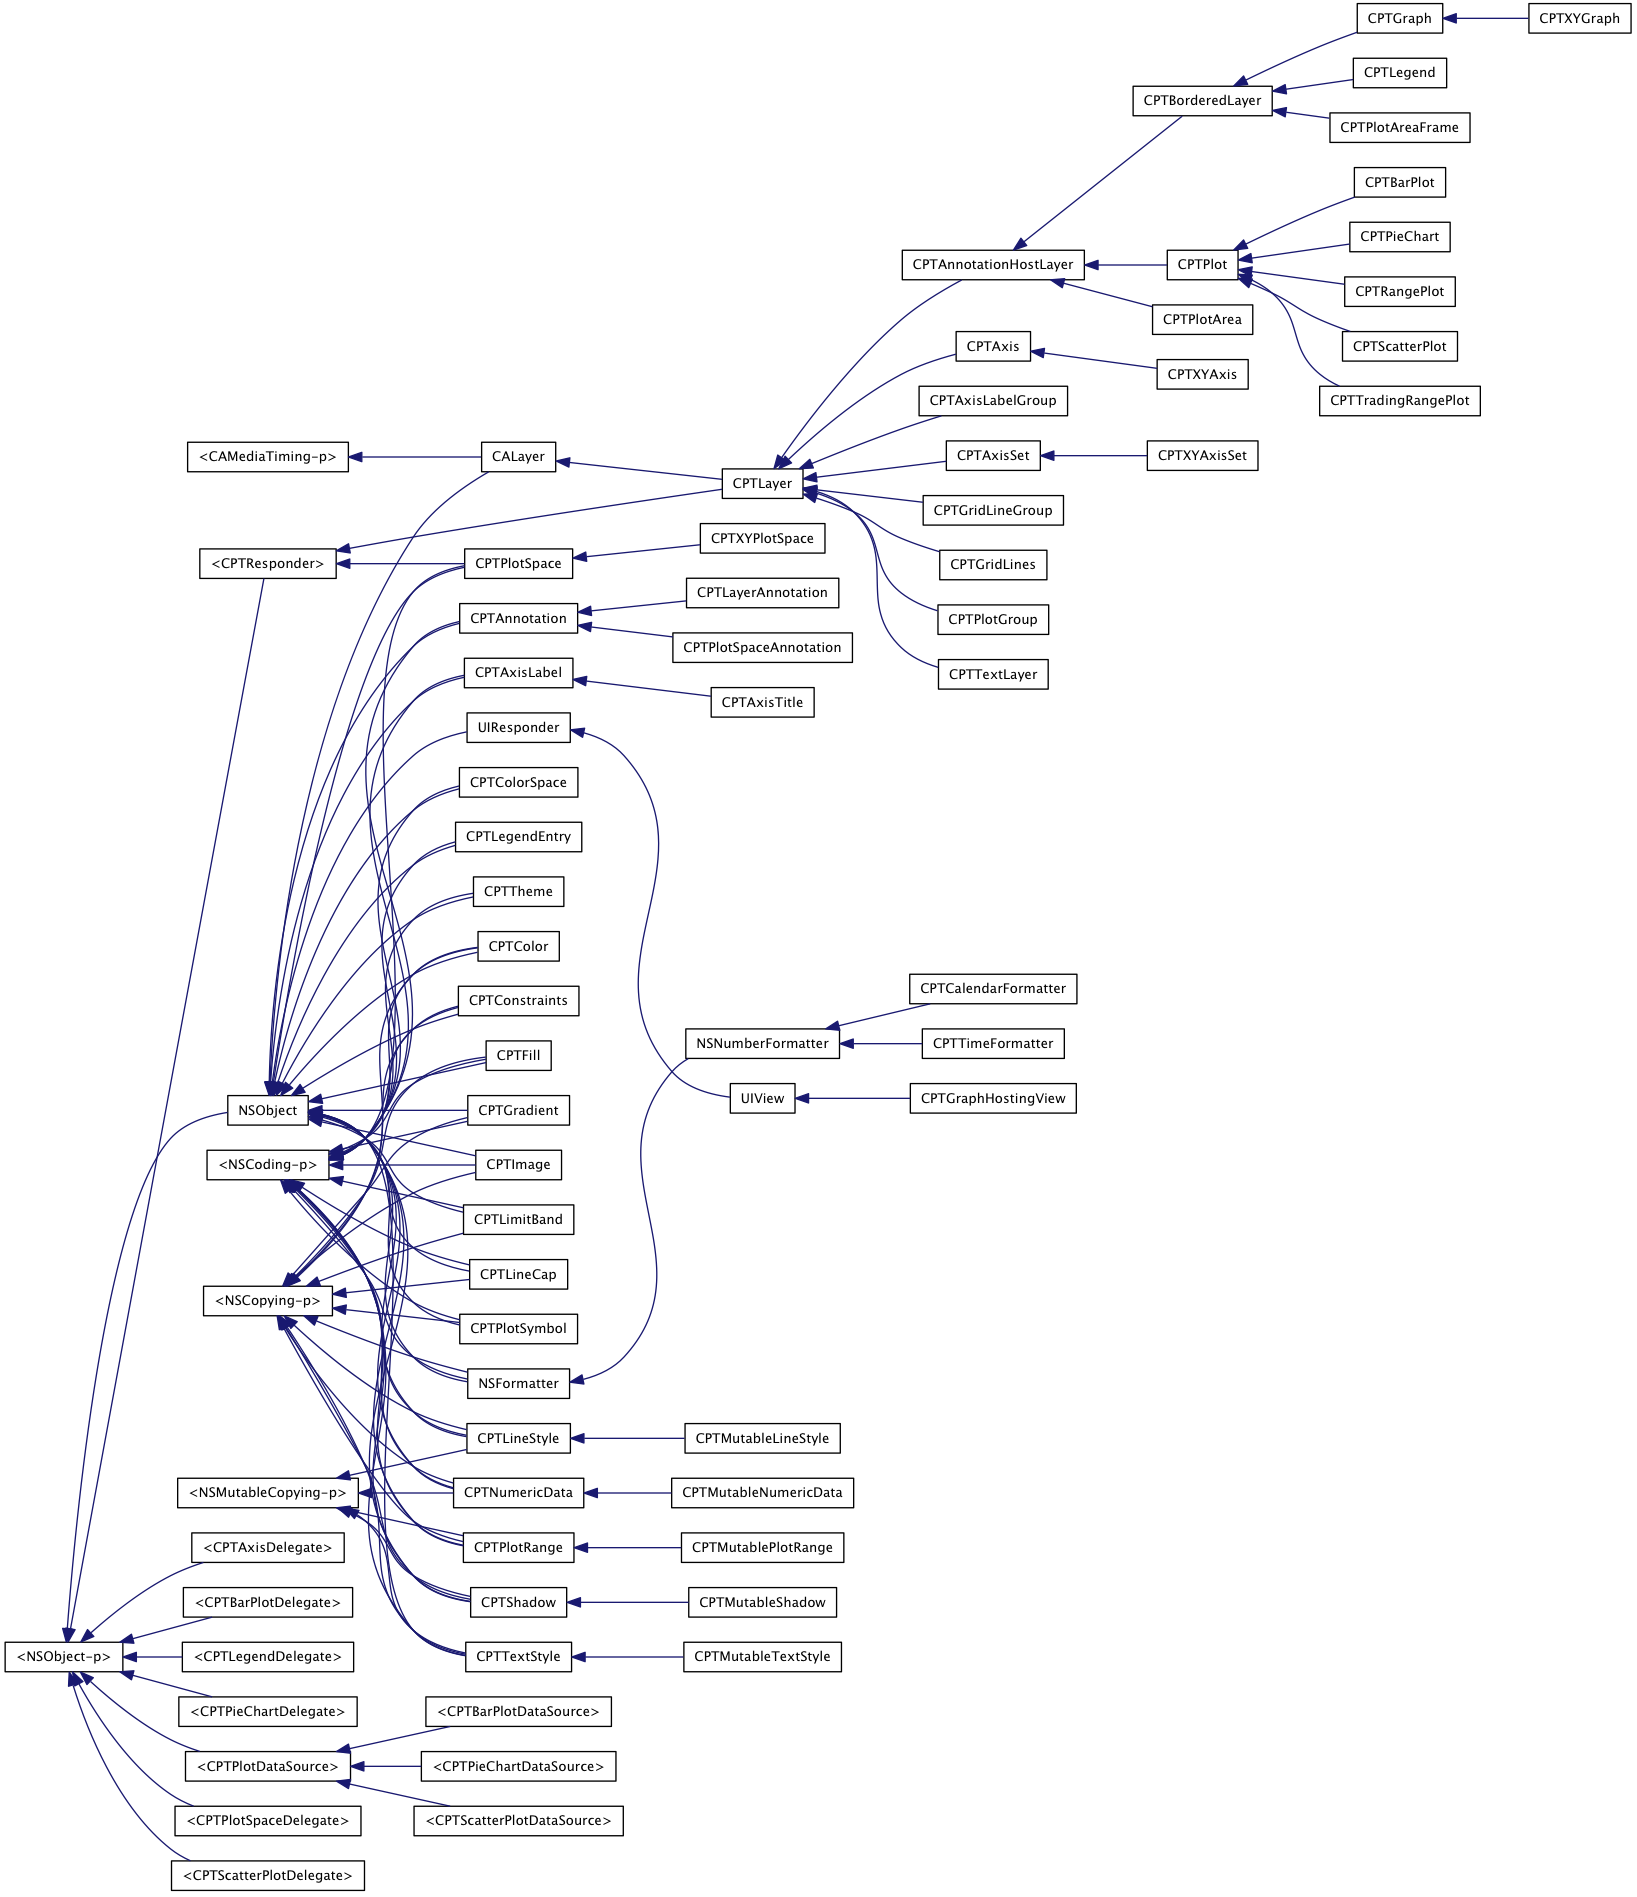 CPTGraph
CPTXYGraph
CPTLegend
CPTBorderedLayer
CPTPlotAreaFrame
CPTBarPlot
CPTPieChart
CPTAnnotationHostLayer
CPTPlot
CPTRangePlot
CPTPlotArea
CPTScatterPlot
CPTAxis
CPTXYAxis
CPTTradingRangePlot
CPTAxisLabelGroup
<CAMediaTiming-p>
CALayer
CPTAxisSet
CPTXYAxisSet
CPTLayer
CPTGridLineGroup
CPTXYPlotSpace
<CPTResponder>
CPTPlotSpace
CPTGridLines
CPTLayerAnnotation
CPTAnnotation
CPTPlotGroup
CPTPlotSpaceAnnotation
CPTAxisLabel
CPTTextLayer
CPTAxisTitle
UIResponder
CPTColorSpace
CPTLegendEntry
CPTTheme
CPTColor
CPTCalendarFormatter
CPTConstraints
NSNumberFormatter
CPTTimeFormatter
CPTFill
UIView
CPTGraphHostingView
NSObject
CPTGradient
<NSCoding-p>
CPTImage
CPTLimitBand
CPTLineCap
<NSCopying-p>
CPTPlotSymbol
NSFormatter
CPTLineStyle
CPTMutableLineStyle
<NSMutableCopying-p>
CPTNumericData
CPTMutableNumericData
<CPTAxisDelegate>
CPTPlotRange
CPTMutablePlotRange
<CPTBarPlotDelegate>
CPTShadow
CPTMutableShadow
<NSObject-p>
<CPTLegendDelegate>
CPTTextStyle
CPTMutableTextStyle
<CPTPieChartDelegate>
<CPTBarPlotDataSource>
<CPTPlotDataSource>
<CPTPieChartDataSource>
<CPTPlotSpaceDelegate>
<CPTScatterPlotDataSource>
<CPTScatterPlotDelegate>